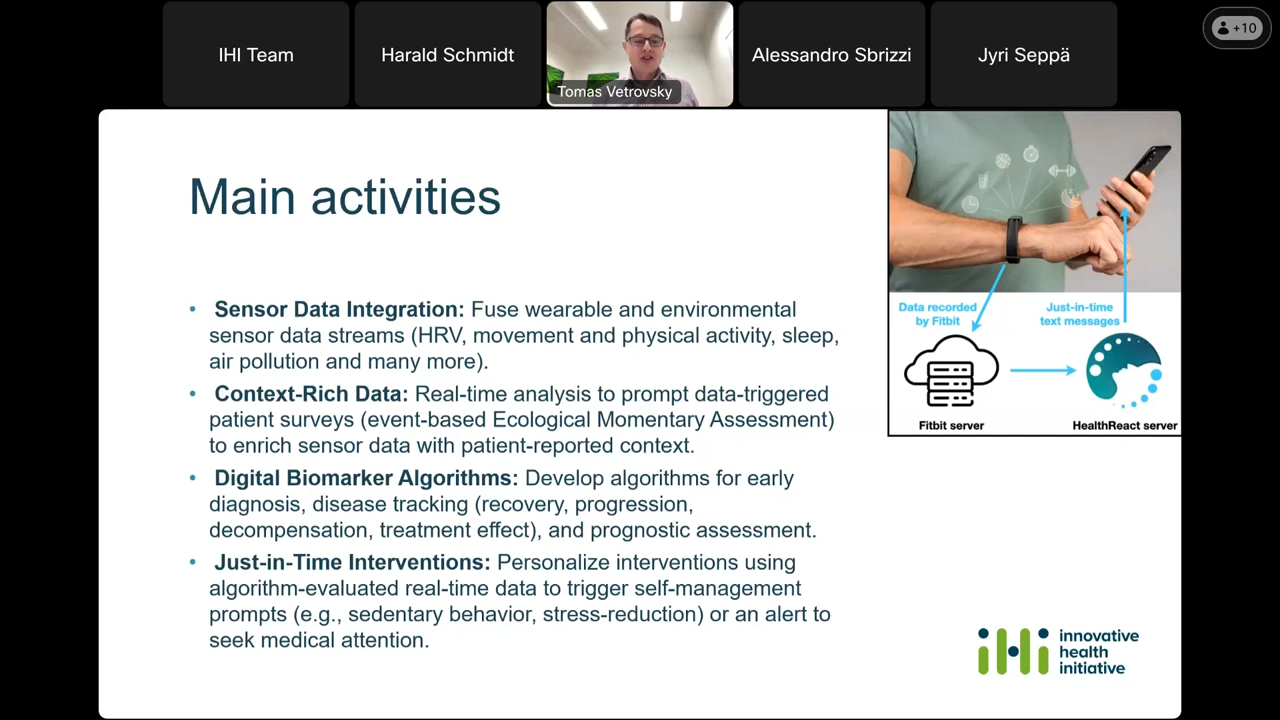 IHI Team
Harald Schmidt
Tomas Vetrovsky
Alessandro Sbrizzi
Jyri Seppä
+10
Main activities
• Sensor Data Integration: Fuse wearable and environmental
sensor data streams (HRV, movement and physical activity, sleep,
air pollution and many more).
• Context-Rich Data: Real-time analysis to prompt data-triggered
patient surveys (event-based Ecological Momentary Assessment)
to enrich sensor data with patient-reported context.
• Digital Biomarker Algorithms: Develop algorithms for early
diagnosis, disease tracking (recovery, progression,
decompensation, treatment effect), and prognostic assessment.
• Just-in-Time Interventions: Personalize interventions using
algorithm-evaluated real-time data to trigger self-management
prompts (e.g., sedentary behavior, stress-reduction) or an alert to
seek medical attention.
Data recorded
by Fitbit
Just-in-time
text messages
Fitbit server
HealthReact server
iHi
innovative
health
initiative